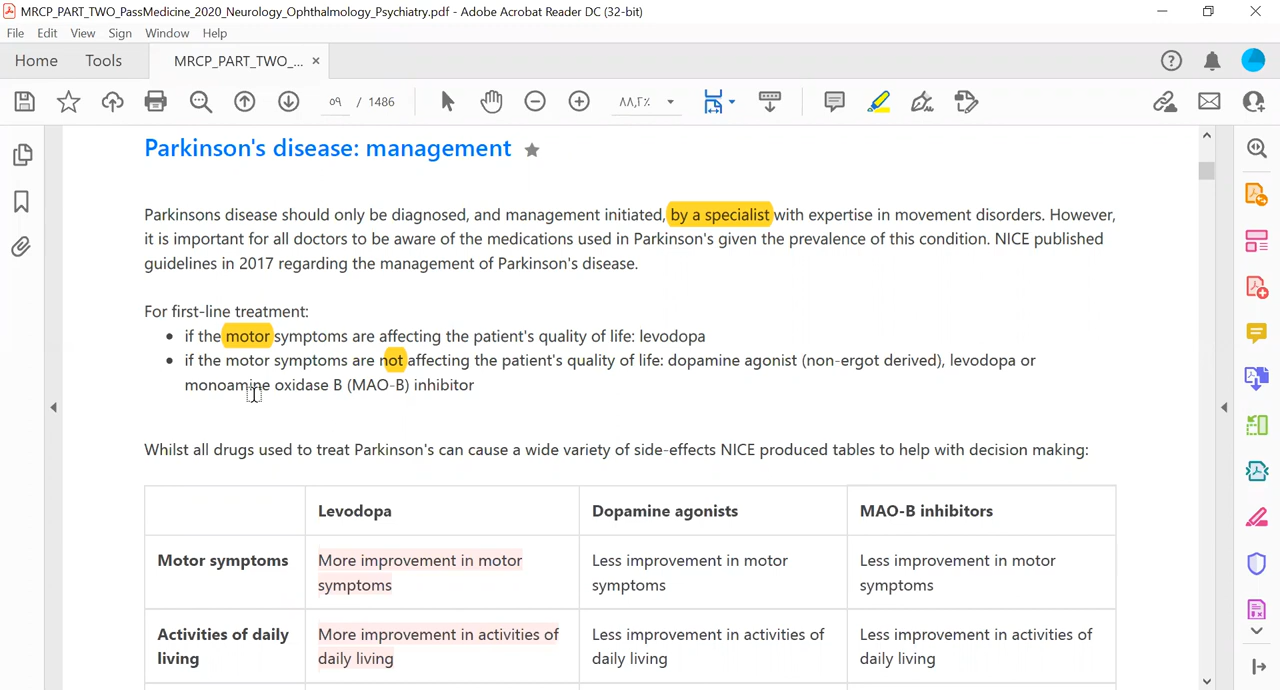 MRCP_PART_TWO_PassMedicine_2020_Neurology_Ophthalmology_Psychiatry.pdf - Adobe Acrobat Reader DC (32-bit)
File Edit View Sign Window Help
Home Tools MRCP_PART_TWO_... ×
٥٩ / 1486 ٨٨,٢٪
Parkinson's disease: management
Parkinsons disease should only be diagnosed, and management initiated, by a specialist with expertise in movement disorders. However,
it is important for all doctors to be aware of the medications used in Parkinson's given the prevalence of this condition. NICE published
guidelines in 2017 regarding the management of Parkinson's disease.
For first-line treatment:
• if the motor symptoms are affecting the patient's quality of life: levodopa
• if the motor symptoms are not affecting the patient's quality of life: dopamine agonist (non-ergot derived), levodopa or
monoamine oxidase B (MAO-B) inhibitor
Whilst all drugs used to treat Parkinson's can cause a wide variety of side-effects NICE produced tables to help with decision making:
Levodopa Dopamine agonists MAO-B inhibitors
Motor symptoms More improvement in motor Less improvement in motor Less improvement in motor
symptoms symptoms symptoms
Activities of daily More improvement in activities of Less improvement in activities of Less improvement in activities of
living daily living daily living daily living